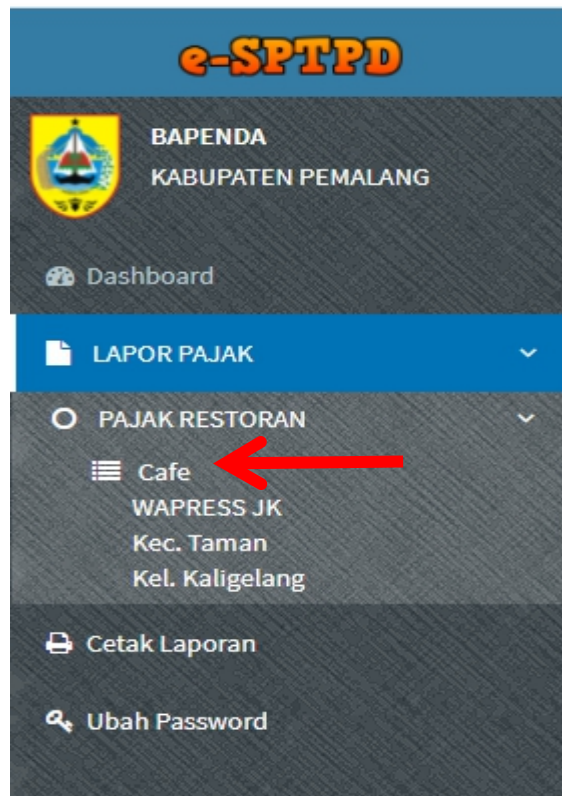 e-SPTPD
BAPENDA
KABUPATEN PEMALANG
Dashboard
LAPOR PAJAK
PAJAK RESTORAN
Cafe
WAPRESS JK
Kec. Taman
Kel. Kaligelang
Cetak Laporan
Ubah Password